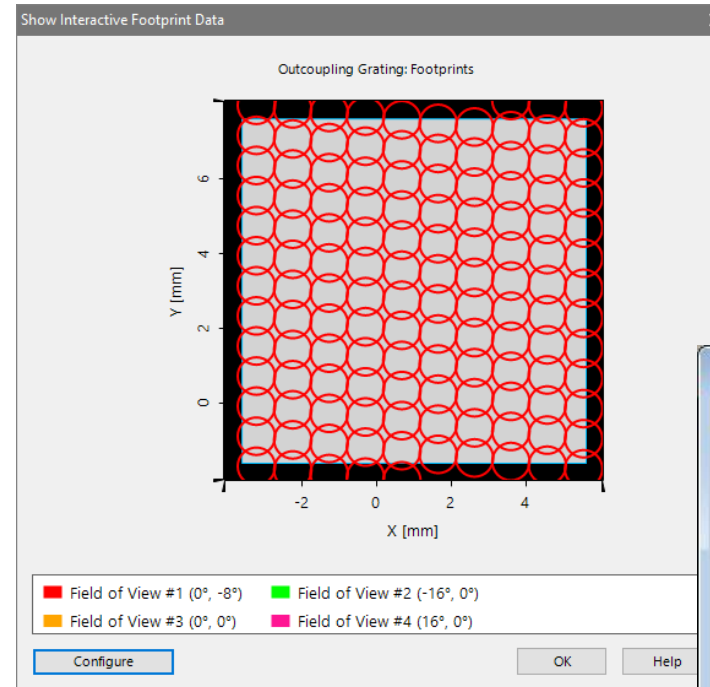 Show Interactive Footprint Data
Outcoupling Grating: Footprints
6
4
2
0
Y [mm]
-2 0 2 4
X [mm]
Field of View #1 (0°, -8°) Field of View #2 (-16°, 0°)
Field of View #3 (0°, 0°) Field of View #4 (16°, 0°)
Configure OK Help